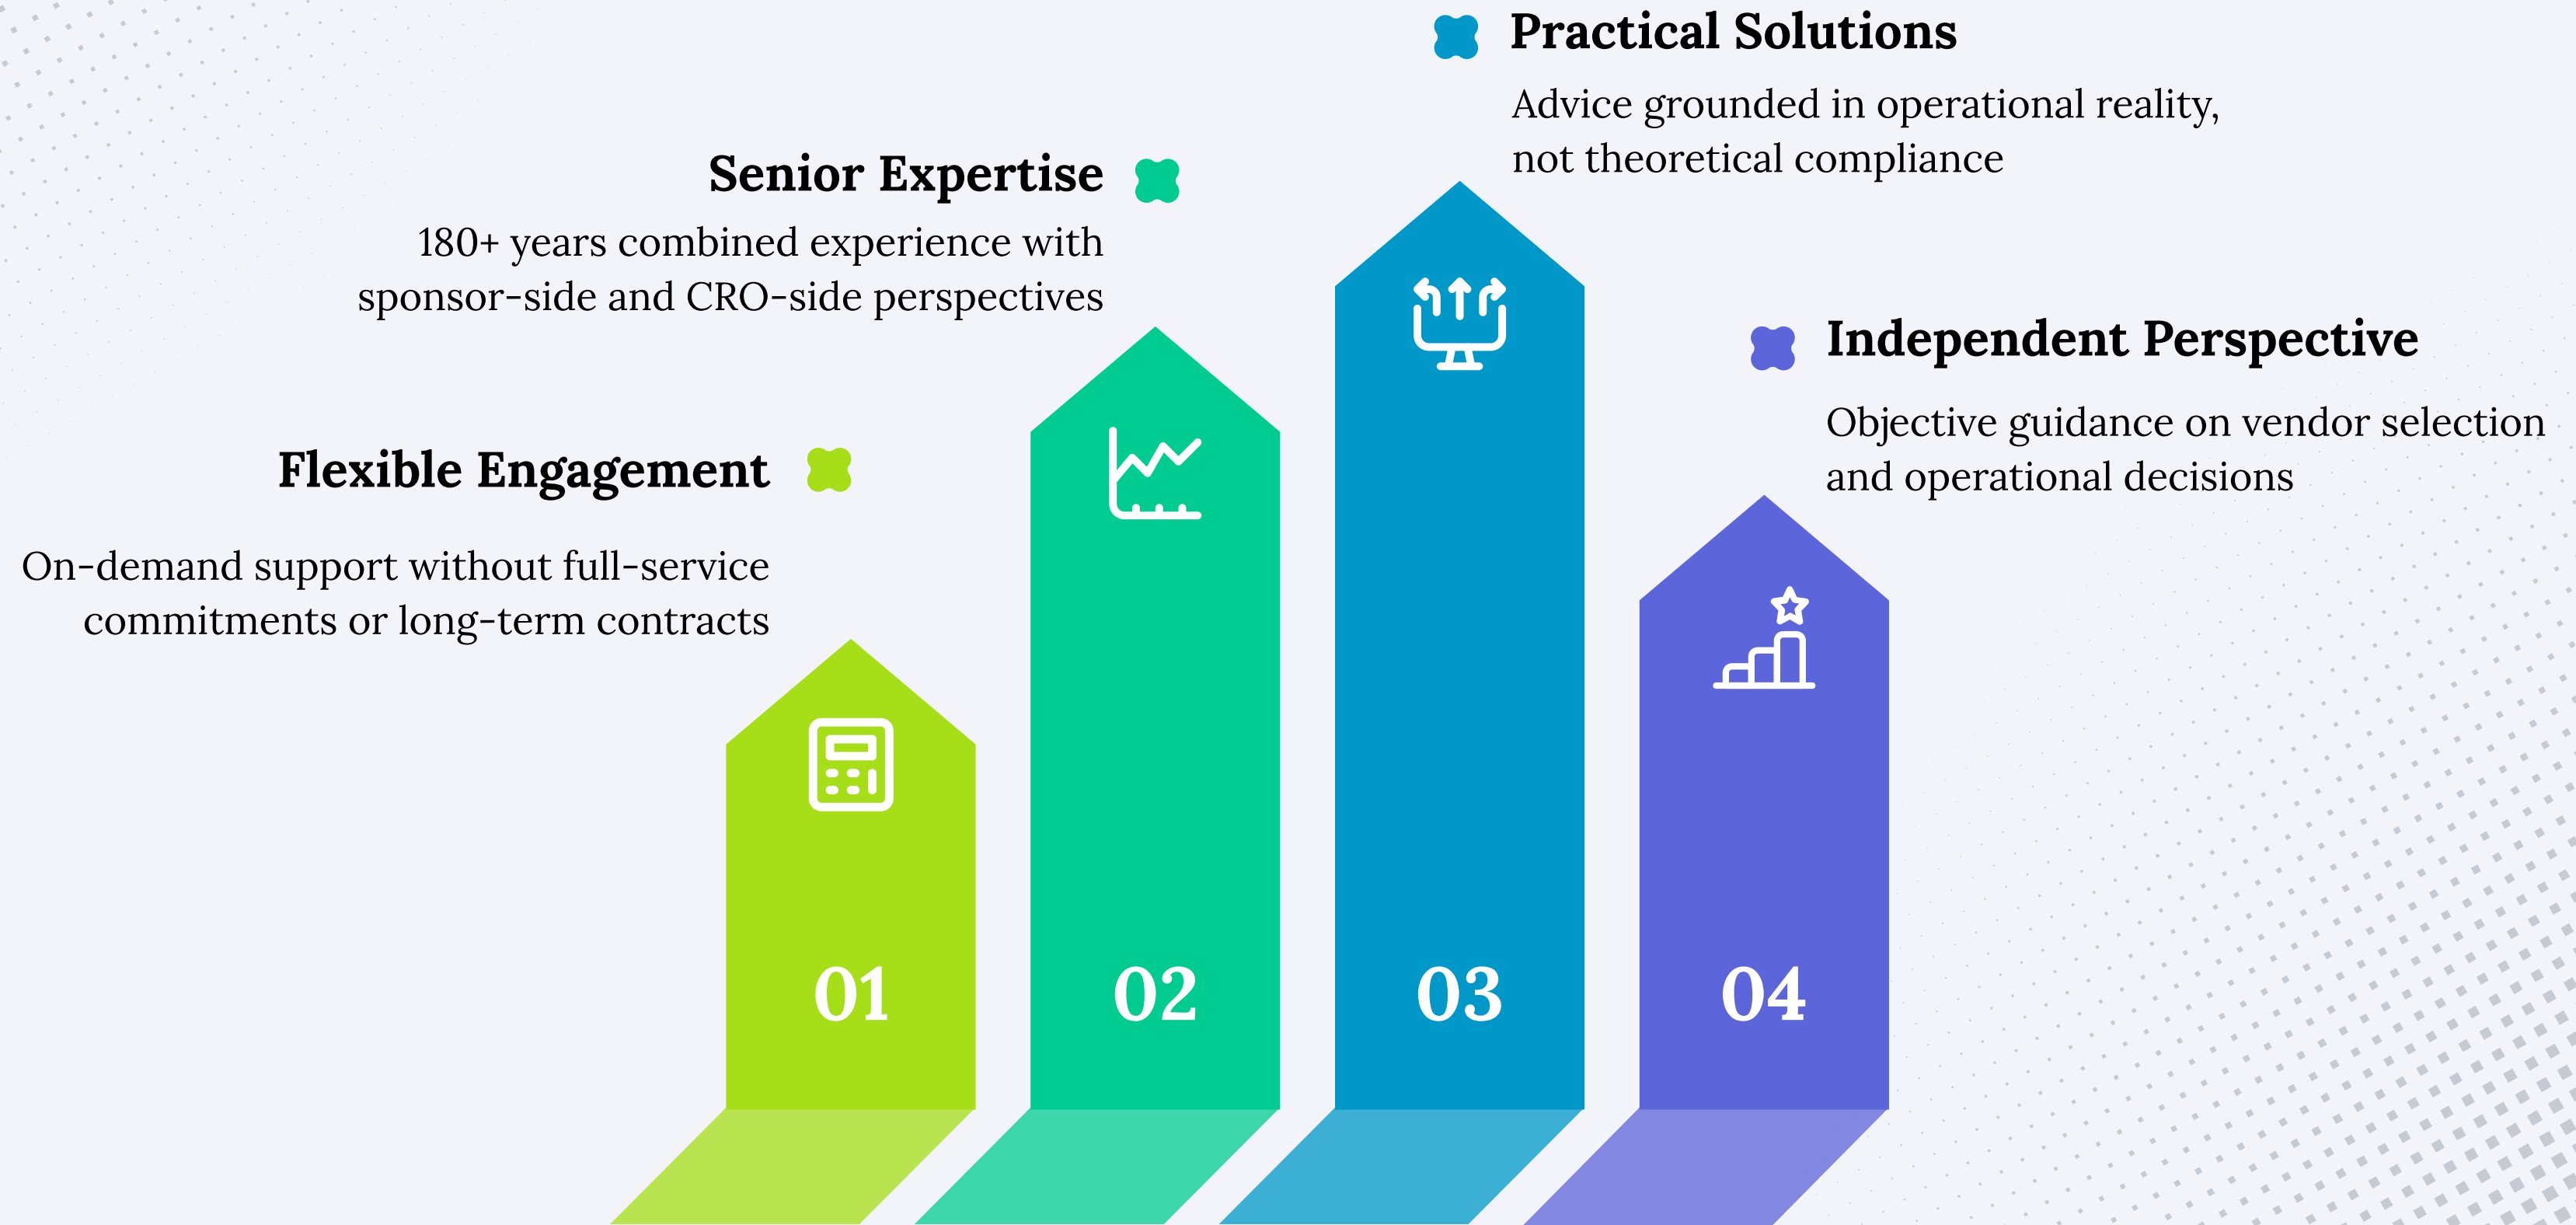 Practical Solutions
Advice grounded in operational reality,
not theoretical compliance
Senior Expertise
180+ years combined experience with
sponsor-side and CRO-side perspectives
Independent Perspective
Objective guidance on vendor selection
and operational decisions
Flexible Engagement
On-demand support without full-service
commitments or long-term contracts
01
02
03
04